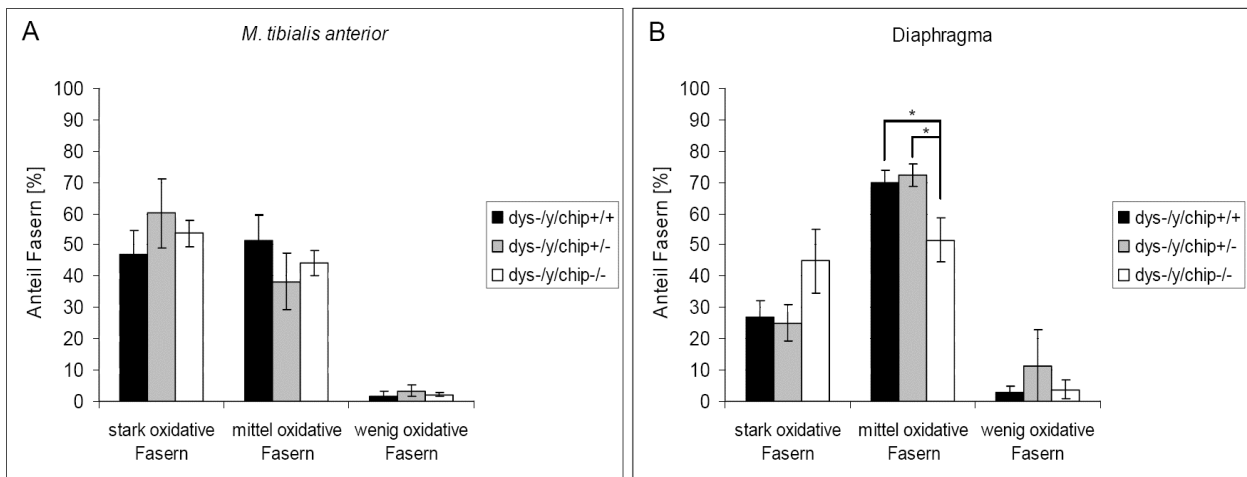 A
M. tibialis anterior
Anteil Fasern [%]
100
90
80
70
60
50
40
30
20
10
0
stark oxidative
Fasern
mittel oxidative
Fasern
wenig oxidative
Fasern
dys-/y/chip+/+
dys-/y/chip+/-
dys-/y/chip-/-
B
Diaphragma
Anteil Fasern [%]
100
90
80
70
60
50
40
30
20
10
0
*
*
stark oxidative
Fasern
mittel oxidative
Fasern
wenig oxidative
Fasern
dys-/y/chip+/+
dys-/y/chip+/-
dys-/y/chip-/-